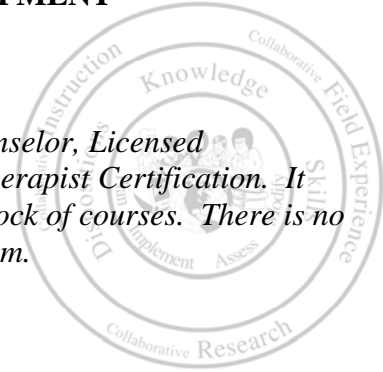 PMENT
nselor, Licensed
herapist Certification. It
ock of courses. There is no
m.
Instruction
Collaborative Field Experience
Knowledge
Skills
Implement
Assess
Collaborative Research